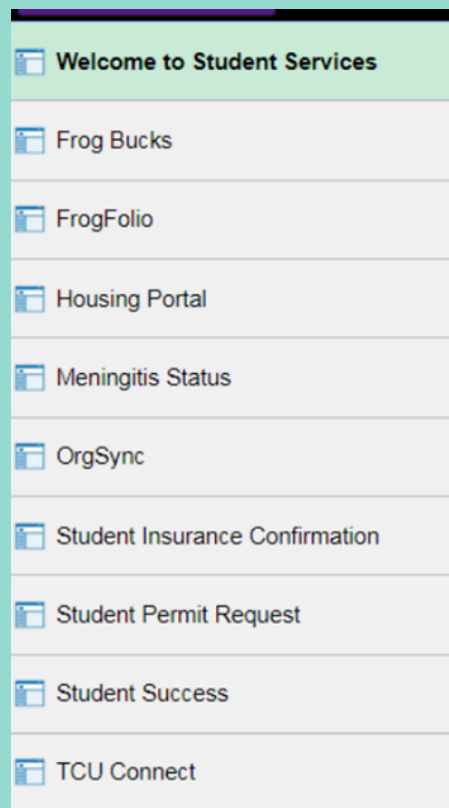 Welcome to Student Services
Frog Bucks
FrogFolio
Housing Portal
Meningitis Status
OrgSync
Student Insurance Confirmation
Student Permit Request
Student Success
TCU Connect